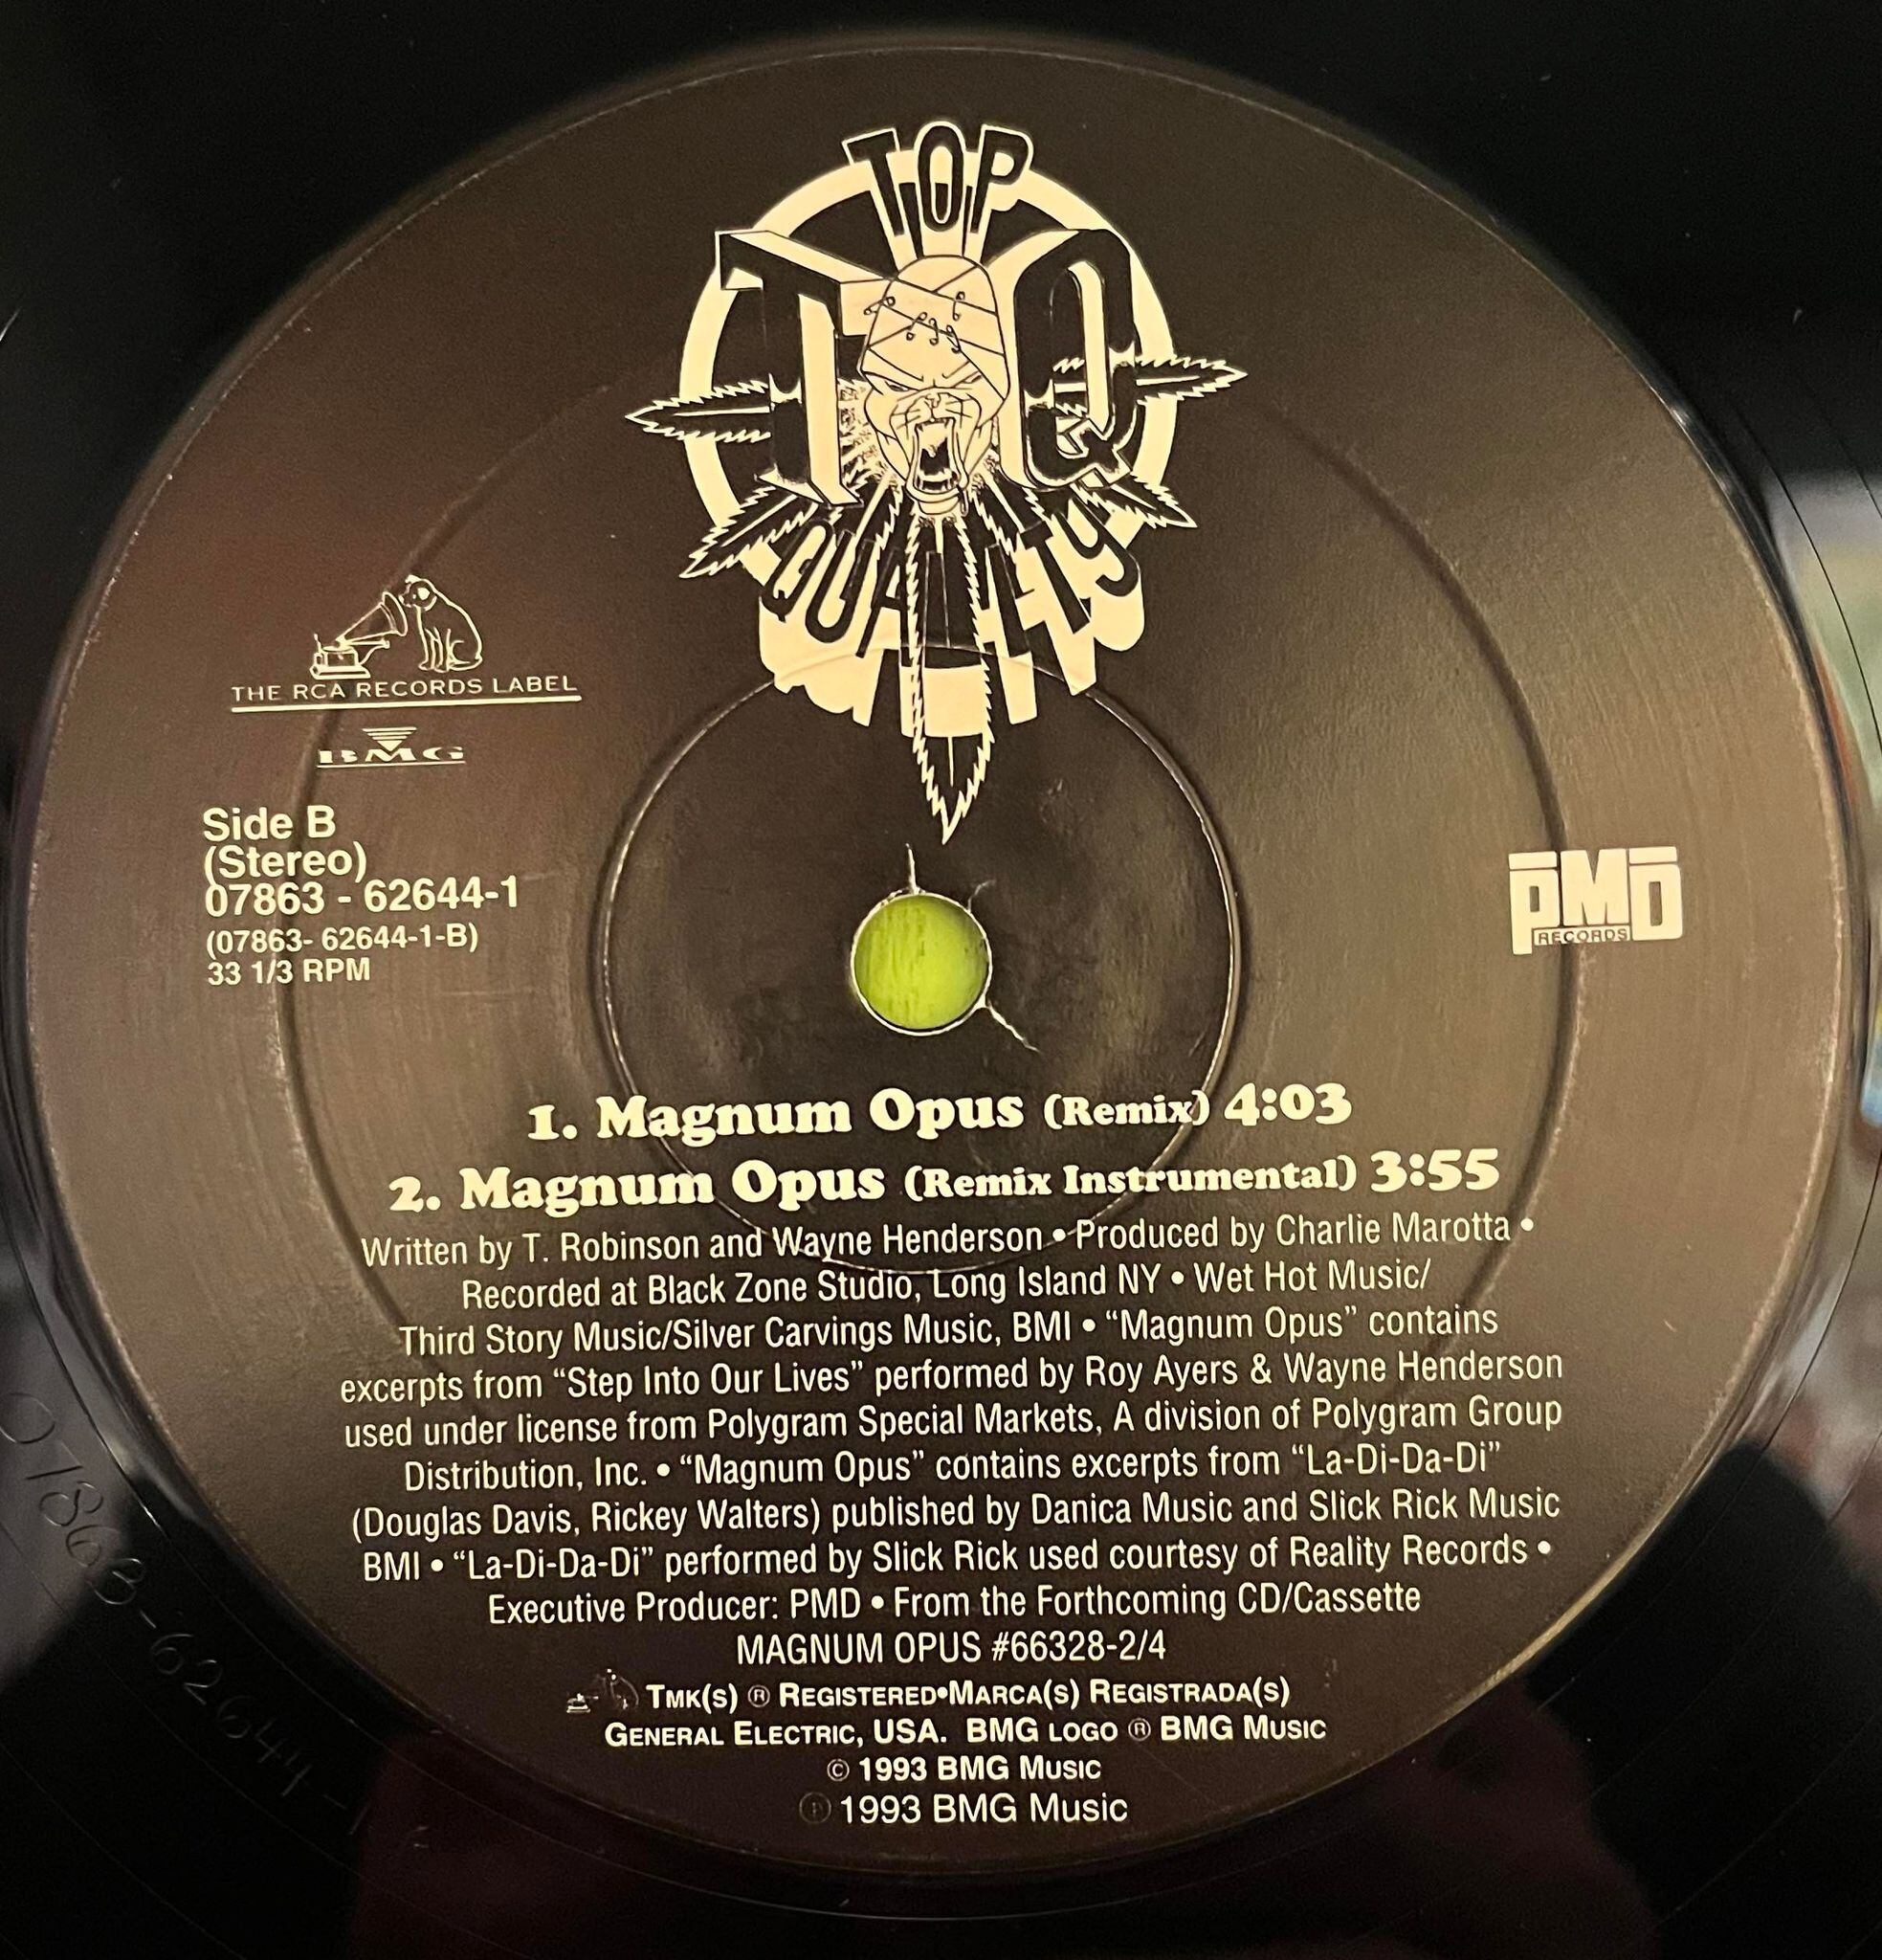 TOP
TQ
QUALITY
THE RCA RECORDS LABEL
BMG
Side B
(Stereo)
07863 - 62644-1
(07863- 62644-1-B)
33 1/3 RPM
PMD
RECORDS
1. Magnum Opus (Remix) 4:03
2. Magnum Opus (Remix Instrumental) 3:55
Written by T. Robinson and Wayne Henderson • Produced by Charlie Marotta •
Recorded at Black Zone Studio, Long Island NY • Wet Hot Music/
Third Story Music/Silver Carvings Music, BMI • “Magnum Opus” contains
excerpts from “Step Into Our Lives” performed by Roy Ayers & Wayne Henderson
used under license from Polygram Special Markets, A division of Polygram Group
Distribution, Inc. • “Magnum Opus” contains excerpts from “La-Di-Da-Di”
(Douglas Davis, Rickey Walters) published by Danica Music and Slick Rick Music
BMI • “La-Di-Da-Di” performed by Slick Rick used courtesy of Reality Records •
Executive Producer: PMD • From the Forthcoming CD/Cassette
MAGNUM OPUS #66328-2/4
TMK(S) ® REGISTERED•MARCA(S) REGISTRADA(S)
GENERAL ELECTRIC, USA. BMG LOGO ® BMG MUSIC
© 1993 BMG MUSIC
℗ 1993 BMG Music
07863-62644-1